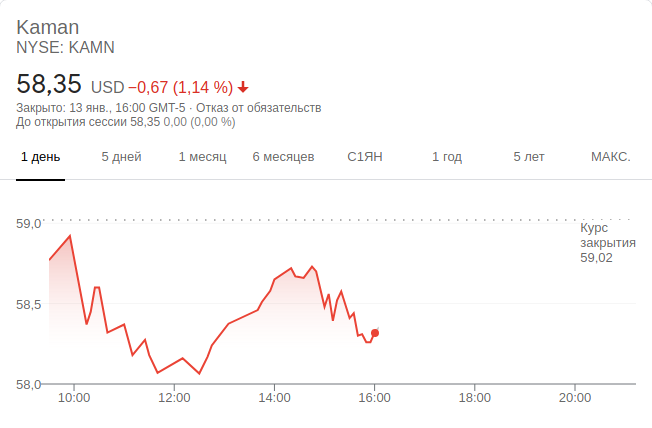 Kaman
NYSE: KAMN
58,35 USD −0,67 (1,14 %)
Закрыто: 13 янв., 16:00 GMT-5 · Отказ от обязательств
До открытия сессии 58,35 0,00 (0,00 %)
1 день 5 дней 1 месяц 6 месяцев С1ЯН 1 год 5 лет МАКС.
59,0
Курс
закрытия
59,02
58,5
58,0
10:00 12:00 14:00 16:00 18:00 20:00